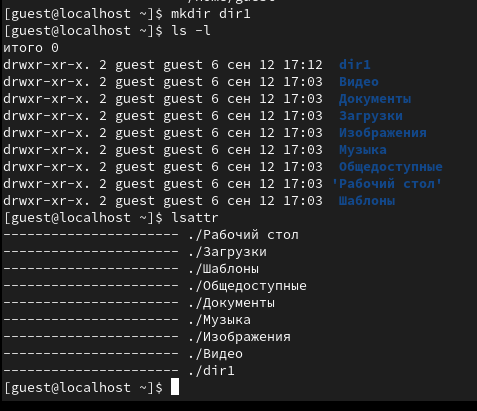 [guest@localhost ~]$ mkdir dir1
[guest@localhost ~]$ ls -l
итого 0
drwxr-xr-x. 2 guest guest 6 сен 12 17:12  dir1
drwxr-xr-x. 2 guest guest 6 сен 12 17:03  Видео
drwxr-xr-x. 2 guest guest 6 сен 12 17:03  Документы
drwxr-xr-x. 2 guest guest 6 сен 12 17:03  Загрузки
drwxr-xr-x. 2 guest guest 6 сен 12 17:03  Изображения
drwxr-xr-x. 2 guest guest 6 сен 12 17:03  Музыка
drwxr-xr-x. 2 guest guest 6 сен 12 17:03  Общедоступные
drwxr-xr-x. 2 guest guest 6 сен 12 17:03 'Рабочий стол'
drwxr-xr-x. 2 guest guest 6 сен 12 17:03  Шаблоны
[guest@localhost ~]$ lsattr
---------------------- ./Рабочий стол
---------------------- ./Загрузки
---------------------- ./Шаблоны
---------------------- ./Общедоступные
---------------------- ./Документы
---------------------- ./Музыка
---------------------- ./Изображения
---------------------- ./Видео
---------------------- ./dir1
[guest@localhost ~]$